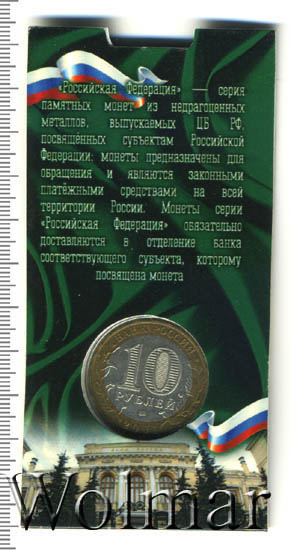 «Российская Федерация» — серия
памятных монет из недрагоценных
металлов, выпускаемых ЦБ РФ,
посвящённых субъектам Российской
Федерации: монеты предназначены для
обращения и являются законными
платёжными средствами на всей
территории России. Монеты серии
«Российская Федерация» обязательно
доставляются в отделение банка
соответствующего субъекта, которому
посвящена монета
БАНК РОССИИ
10
РУБЛЕЙ
Wolmar